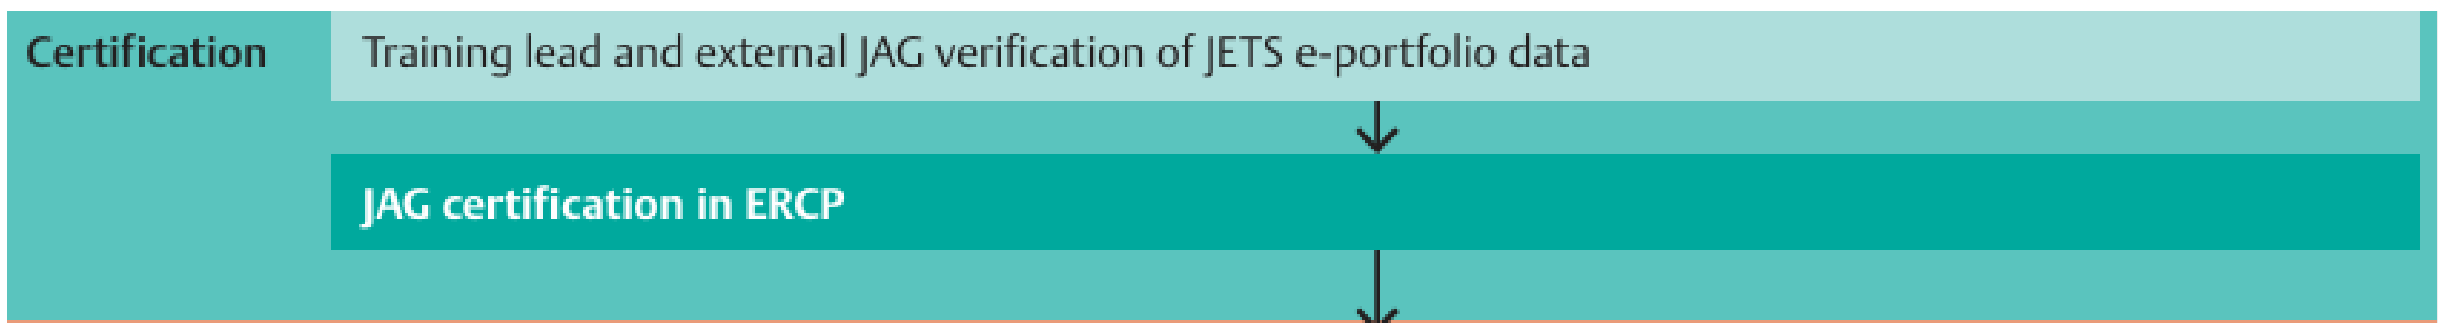 Certification
Training lead and external JAG verification of JETS e-portfolio data
JAG certification in ERCP